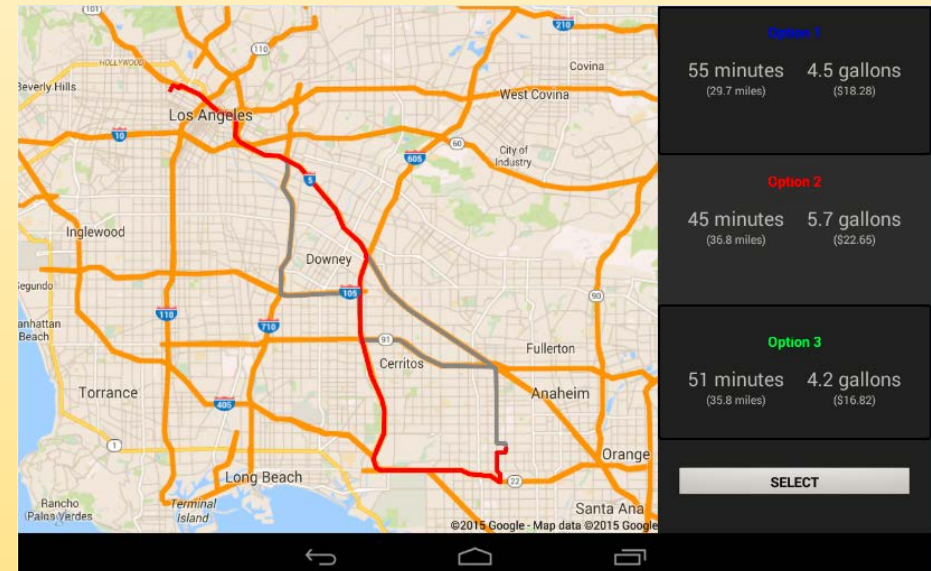 101
110
210
HOLLYWOOD
Covina
Beverly Hills
West Covina
Los Angeles
10
60
605
City of
Industry
5
Inglewood
Downey
105
90
110
710
91
Fullerton
Cerritos
Torrance
Anaheim
405
1
Orange
Long Beach
22
Rancho
Palos Verdes
Terminal
Island
Santa Ana
©2015 Google - Map data ©2015 Google
Option 1
55 minutes 4.5 gallons
(29.7 miles) ($18.28)
Option 2
45 minutes 5.7 gallons
(36.8 miles) ($22.65)
Option 3
51 minutes 4.2 gallons
(35.8 miles) ($16.82)
SELECT